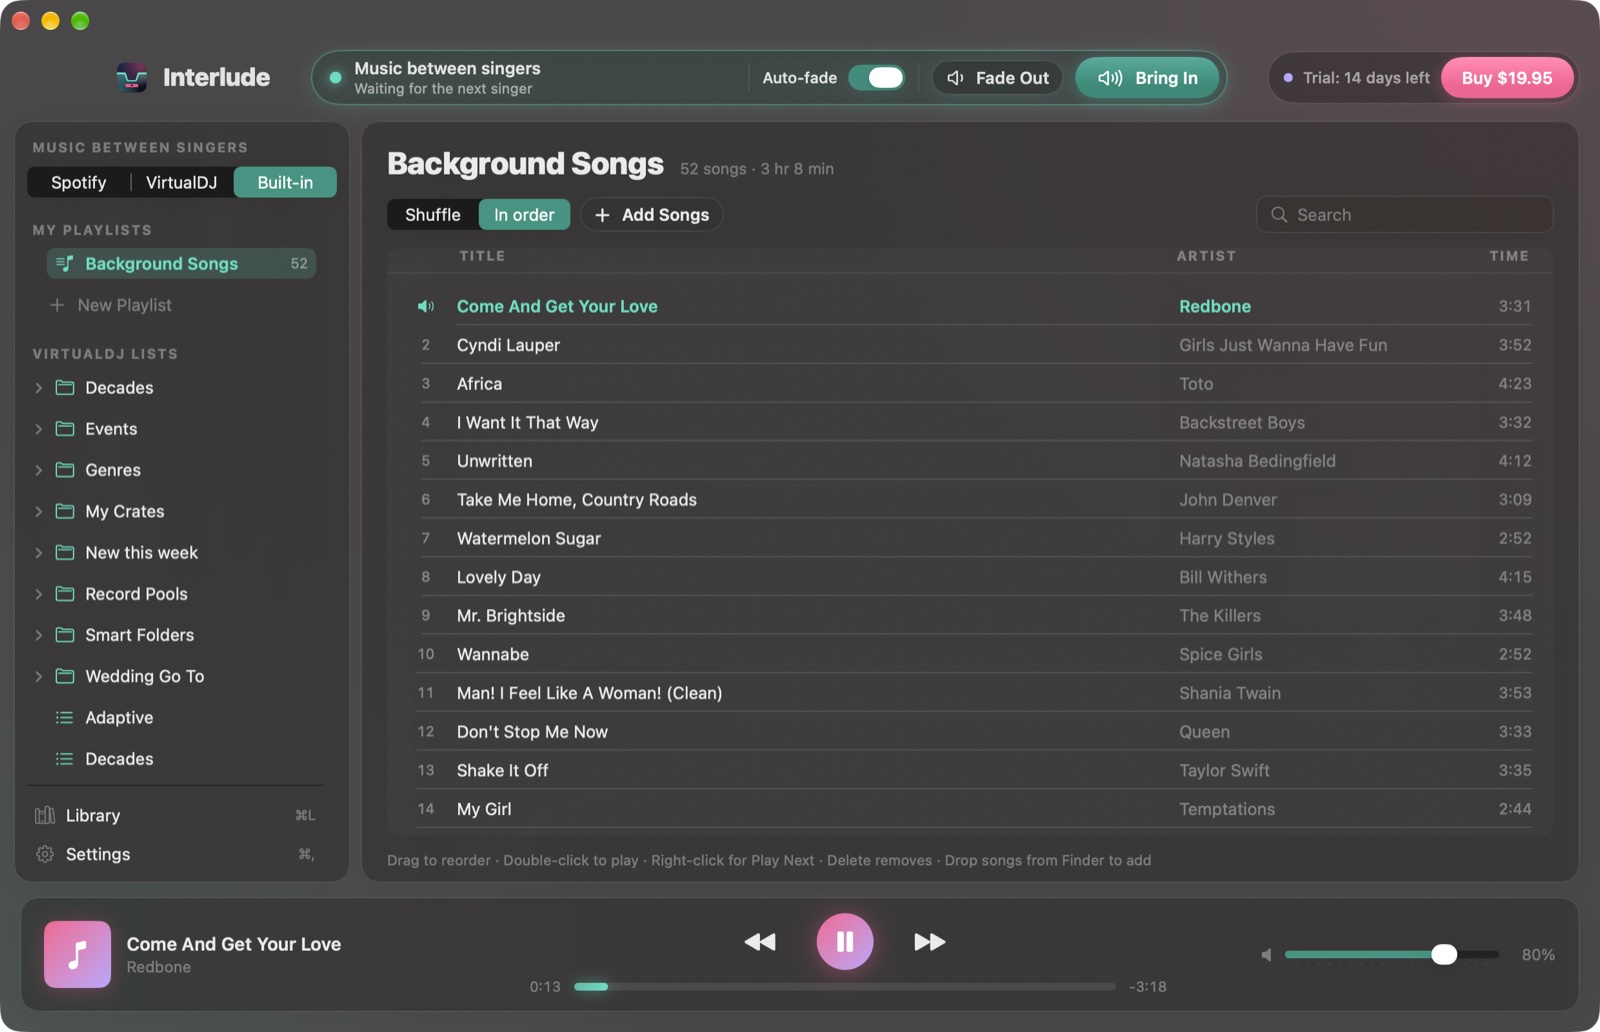 Interlude
Music between singers
Waiting for the next singer
Auto-fade
Fade Out
Bring In
Trial: 14 days left
Buy $19.95
MUSIC BETWEEN SINGERS
Spotify VirtualDJ Built-in
MY PLAYLISTS
Background Songs 52
New Playlist
VIRTUALDJ LISTS
Decades
Events
Genres
My Crates
New this week
Record Pools
Smart Folders
Wedding Go To
Adaptive
Decades
Library ⌘L
Settings ⌘,
Background Songs 52 songs · 3 hr 8 min
Shuffle In order + Add Songs
Search
TITLE ARTIST TIME
Come And Get Your Love Redbone 3:31
2 Cyndi Lauper Girls Just Wanna Have Fun 3:52
3 Africa Toto 4:23
4 I Want It That Way Backstreet Boys 3:32
5 Unwritten Natasha Bedingfield 4:12
6 Take Me Home, Country Roads John Denver 3:09
7 Watermelon Sugar Harry Styles 2:52
8 Lovely Day Bill Withers 4:15
9 Mr. Brightside The Killers 3:48
10 Wannabe Spice Girls 2:52
11 Man! I Feel Like A Woman! (Clean) Shania Twain 3:53
12 Don't Stop Me Now Queen 3:33
13 Shake It Off Taylor Swift 3:35
14 My Girl Temptations 2:44
Drag to reorder · Double-click to play · Right-click for Play Next · Delete removes · Drop songs from Finder to add
Come And Get Your Love
Redbone
0:13 -3:18
80%